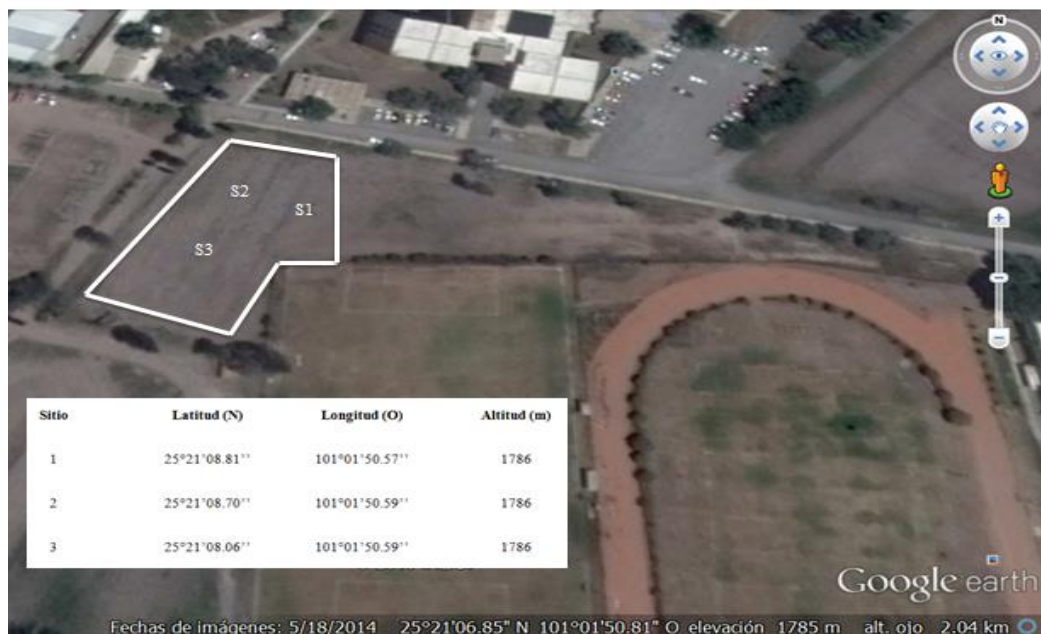 N
S2
S1
S3
Sitio Latitud (N) Longitud (O) Altitud (m)
1 25°21’08.81’’ 101°01’50.57’’ 1786
2 25°21’08.70’’ 101°01’50.59’’ 1786
3 25°21’08.06’’ 101°01’50.59’’ 1786
Google earth
Fechas de imágenes: 5/18/2014 25°21'06.85" N 101°01'50.81" O elevación 1785 m alt. ojo 2.04 km